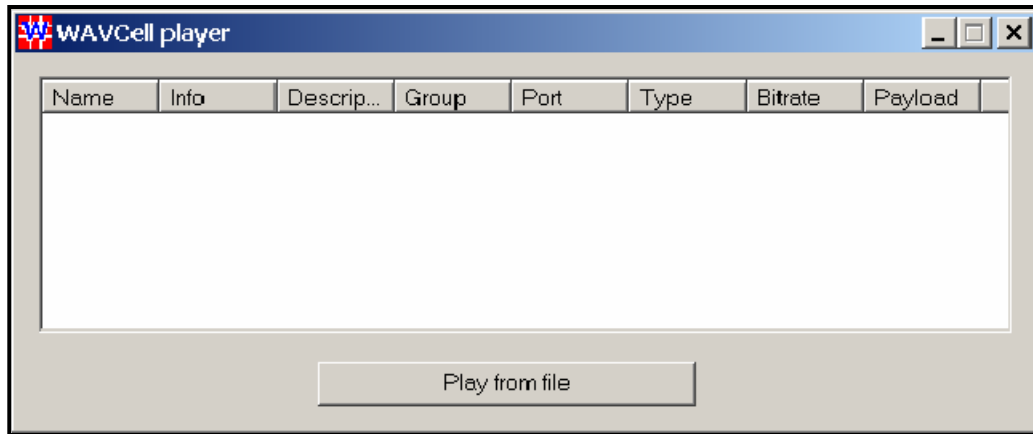 WAVCell player
Name Info Descrip... Group Port Type Bitrate Payload
Play from file